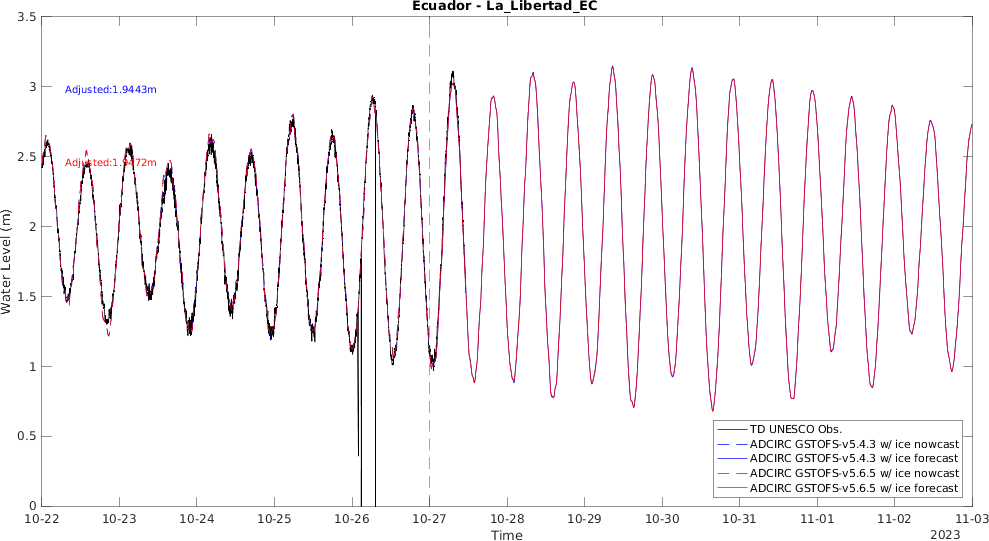 Ecuador - La_Libertad_EC
3.5
3
2.5
2
1.5
1
0.5
0
Water Level (m)
Adjusted:1.9443m
Adjusted:1.9472m
TD UNESCO Obs.
ADCIRC GSTOFS-v5.4.3 w/ ice nowcast
ADCIRC GSTOFS-v5.4.3 w/ ice forecast
ADCIRC GSTOFS-v5.6.5 w/ ice nowcast
ADCIRC GSTOFS-v5.6.5 w/ ice forecast
10-22 10-23 10-24 10-25 10-26 10-27 10-28 10-29 10-30 10-31 11-01 11-02 11-03
Time
2023